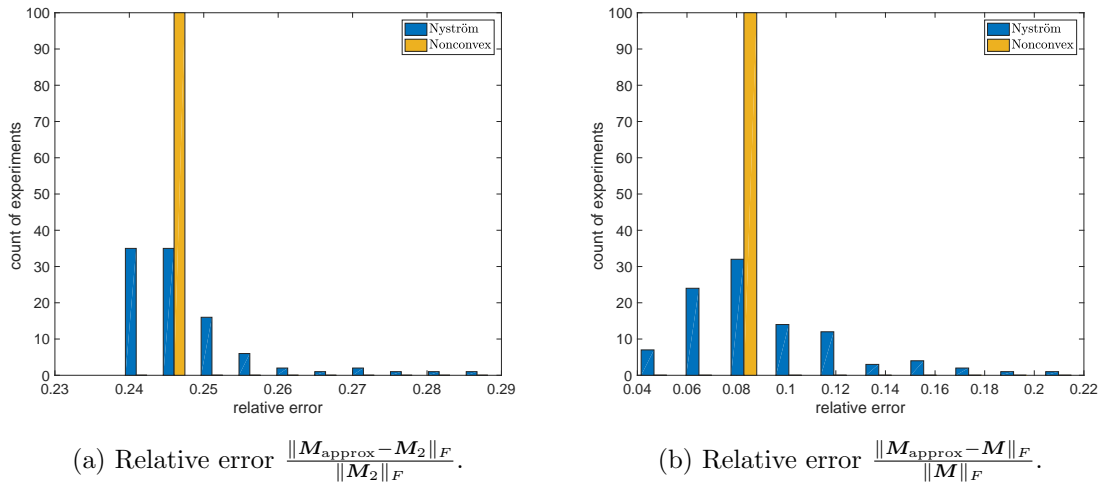 100
90
80
70
60
50
40
30
20
10
0
count of experiments
0.23 0.24 0.25 0.26 0.27 0.28 0.29
relative error
Nyström
Nonconvex
(a) Relative error ‖M_approx−M_2‖_F / ‖M_2‖_F.
100
90
80
70
60
50
40
30
20
10
0
count of experiments
0.04 0.06 0.08 0.1 0.12 0.14 0.16 0.18 0.2 0.22
relative error
Nyström
Nonconvex
(b) Relative error ‖M_approx−M‖_F / ‖M‖_F.